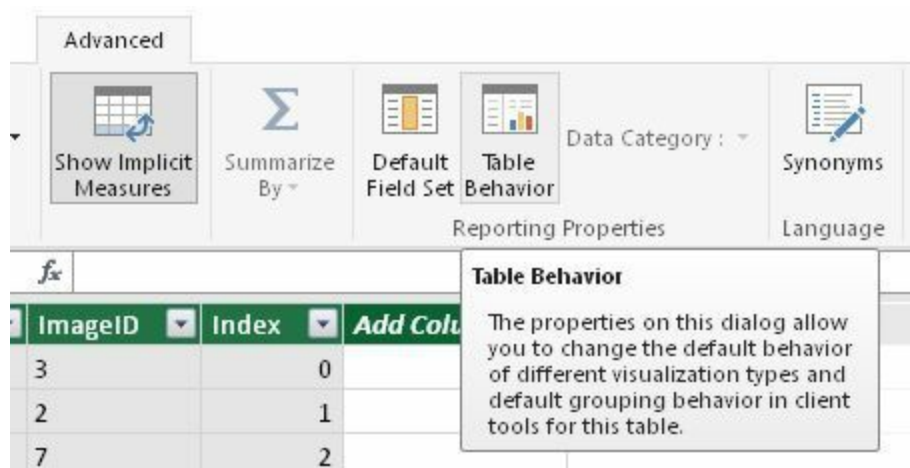 Advanced
Show Implicit
Measures
Summarize
By
Default
Field Set
Table
Behavior
Data Category :
Synonyms
Reporting Properties
Language
fx
Table Behavior
The properties on this dialog allow
you to change the default behavior
of different visualization types and
default grouping behavior in client
tools for this table.
ImageID Index Add Colu
3 0
2 1
7 2